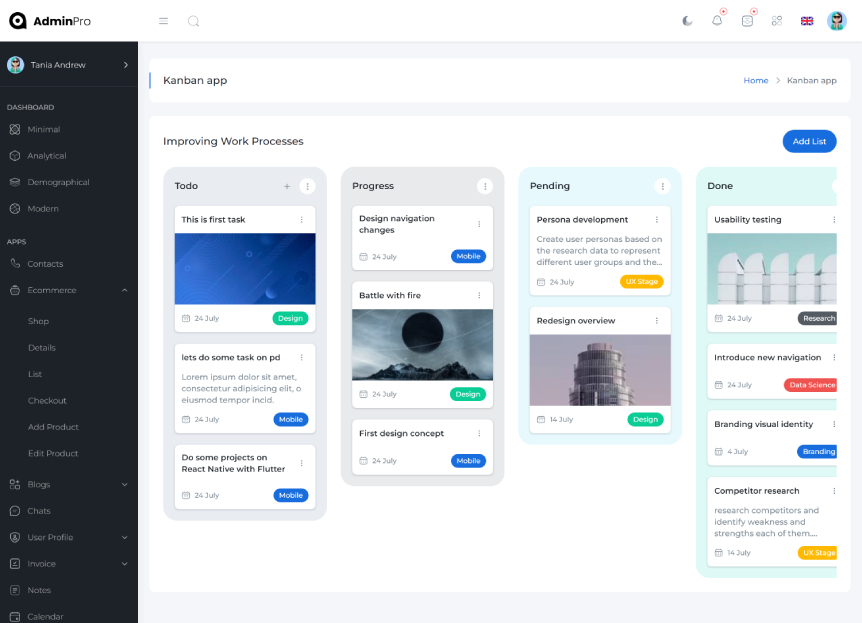 AdminPro
Tania Andrew
DASHBOARD
Minimal
Analytical
Demographical
Modern
APPS
Contacts
Ecommerce
Shop
Details
List
Checkout
Add Product
Edit Product
Blogs
Chats
User Profile
Invoice
Notes
Calendar
Kanban app
Home > Kanban app
Improving Work Processes
Add List
Todo
This is first task
24 July
Design
lets do some task on pd
Lorem ipsum dolor sit amet,
consectetur adipisicing elit, o
eiusmod tempor incid.
24 July
Mobile
Do some projects on
React Native with Flutter
24 July
Mobile
Progress
Design navigation
changes
24 July
Mobile
Battle with fire
24 July
Design
First design concept
24 July
Mobile
Pending
Persona development
Create user personas based on
the research data to represent
different user groups and the...
24 July
UX Stage
Redesign overview
14 July
Design
Done
Usability testing
24 July
Research
Introduce new navigation
24 July
Data Science
Branding visual identity
4 July
Branding
Competitor research
research competitors and
identify weakness and
strengths each of them....
14 July
UX Stage